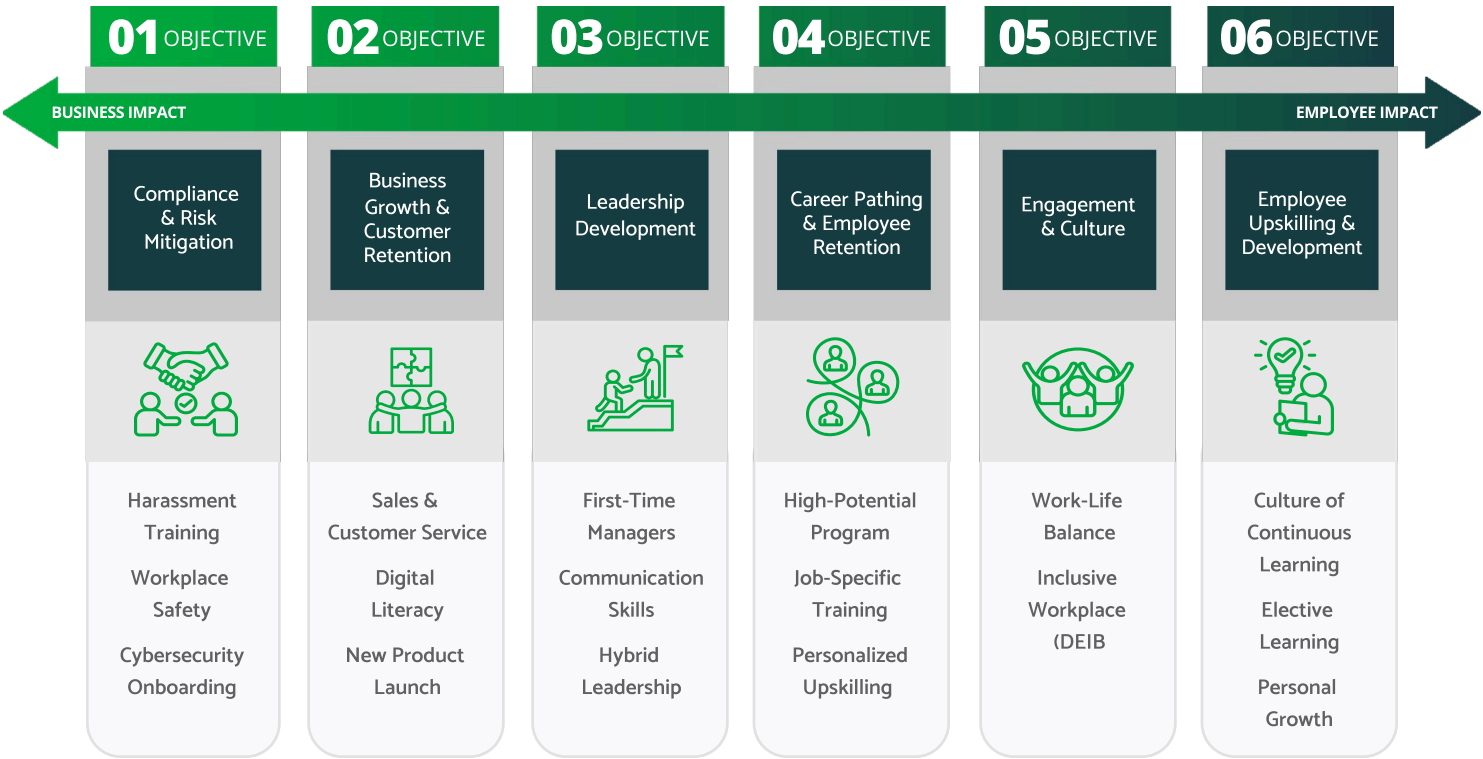 01 OBJECTIVE
02 OBJECTIVE
03 OBJECTIVE
04 OBJECTIVE
05 OBJECTIVE
06 OBJECTIVE
BUSINESS IMPACT
EMPLOYEE IMPACT
Compliance
& Risk
Mitigation
Business
Growth &
Customer
Retention
Leadership
Development
Career Pathing
& Employee
Retention
Engagement
& Culture
Employee
Upskilling &
Development
Harassment
Training
Workplace
Safety
Cybersecurity
Onboarding
Sales &
Customer Service
Digital
Literacy
New Product
Launch
First-Time
Managers
Communication
Skills
Hybrid
Leadership
High-Potential
Program
Job-Specific
Training
Personalized
Upskilling
Work-Life
Balance
Inclusive
Workplace
(DEIB
Culture of
Continuous
Learning
Elective
Learning
Personal
Growth